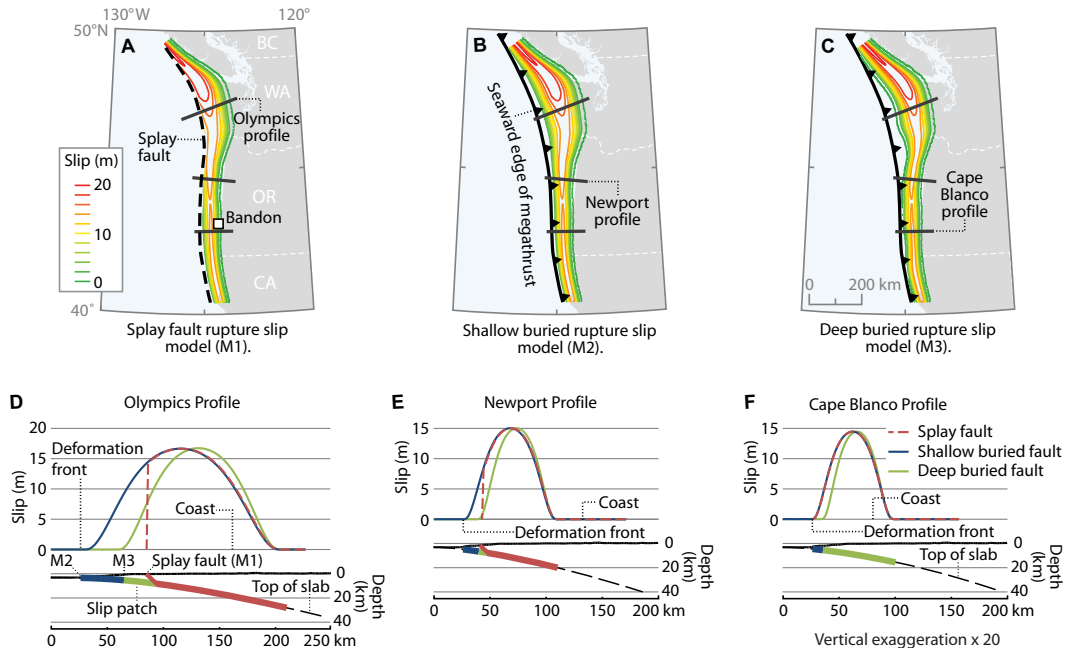 130°W
120°
50°N
A
BC
WA
Olympics
profile
Splay
fault
Slip (m)
20
10
0
OR
Bandon
CA
40°
Splay fault rupture slip
model (M1).
B
Seaward edge of megathrust
Newport
profile
Shallow buried rupture slip
model (M2).
C
Cape
Blanco
profile
0
200 km
Deep buried rupture slip
model (M3).
D
Olympics Profile
20
15
10
5
0
Slip (m)
Deformation
front
Coast
M2
M3
Splay fault (M1)
Top of slab
Slip patch
0
20
40
Depth
(km)
0 50 100 150 200 250 km
E
Newport Profile
15
10
5
0
Slip (m)
Coast
Deformation front
0
20
40
Depth
(km)
0 50 100 150 200 km
F
Cape Blanco Profile
Splay fault
Shallow buried fault
Deep buried fault
15
10
5
0
Slip (m)
Coast
Deformation front
Top of slab
0
20
40
Depth
(km)
0 50 100 150 200 km
Vertical exaggeration x 20